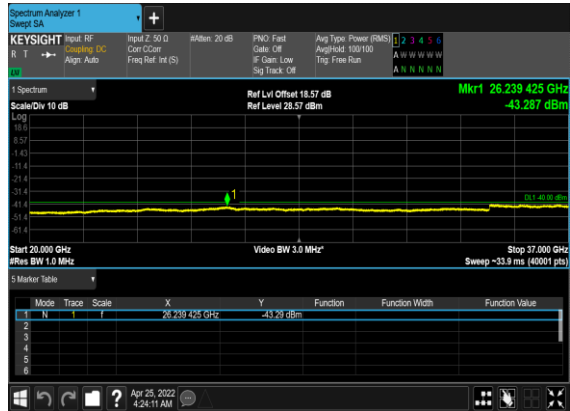 Spectrum Analyzer 1
Swept SA
+
KEYSIGHT Input: RF Input Z: 50 Ω #Atten: 20 dB PNO: Fast Avg Type: Power (RMS) 1 2 3 4 5 6
R T Coupling: DC Corr CCorr Gate: Off Avg|Hold: 100/100 A W W W W W
Align: Auto Freq Ref: Int (S) IF Gain: Low Trig: Free Run
Sig Track: Off A N N N N N
LW
1 Spectrum Ref Lvl Offset 18.57 dB Mkr1 26.239 425 GHz
Scale/Div 10 dB Ref Level 28.57 dBm -43.287 dBm
Log
18.6
8.57
-1.43
-11.4
-21.4
-31.4
1
DL1 -40.00 dBm
-41.4
-51.4
-61.4
Start 20.000 GHz Video BW 3.0 MHz* Stop 37.000 GHz
#Res BW 1.0 MHz Sweep ~33.9 ms (40001 pts)
5 Marker Table
Mode Trace Scale X Y Function Function Width Function Value
1 N 1 f 26.239 425 GHz -43.29 dBm
2
3
4
5
6
? Apr 25, 2022
4:24:11 AM